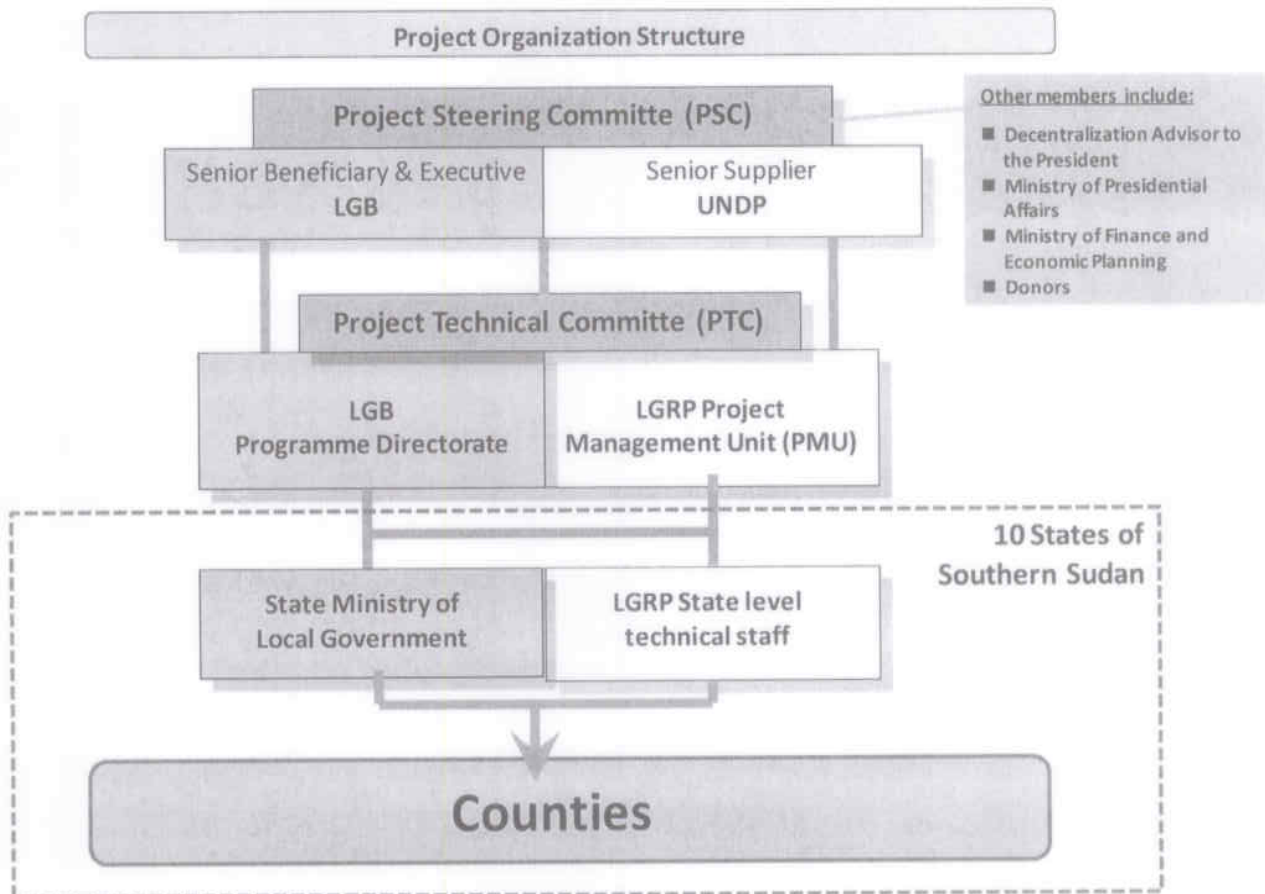 Project Organization Structure
Project Steering Committe (PSC)
Senior Beneficiary & Executive
LGB
Senior Supplier
UNDP
Other members include:
■ Decentralization Advisor to
the President
■ Ministry of Presidential
Affairs
■ Ministry of Finance and
Economic Planning
■ Donors
Project Technical Committe (PTC)
LGB
Programme Directorate
LGRP Project
Management Unit (PMU)
10 States of
Southern Sudan
State Ministry of
Local Government
LGRP State level
technical staff
Counties